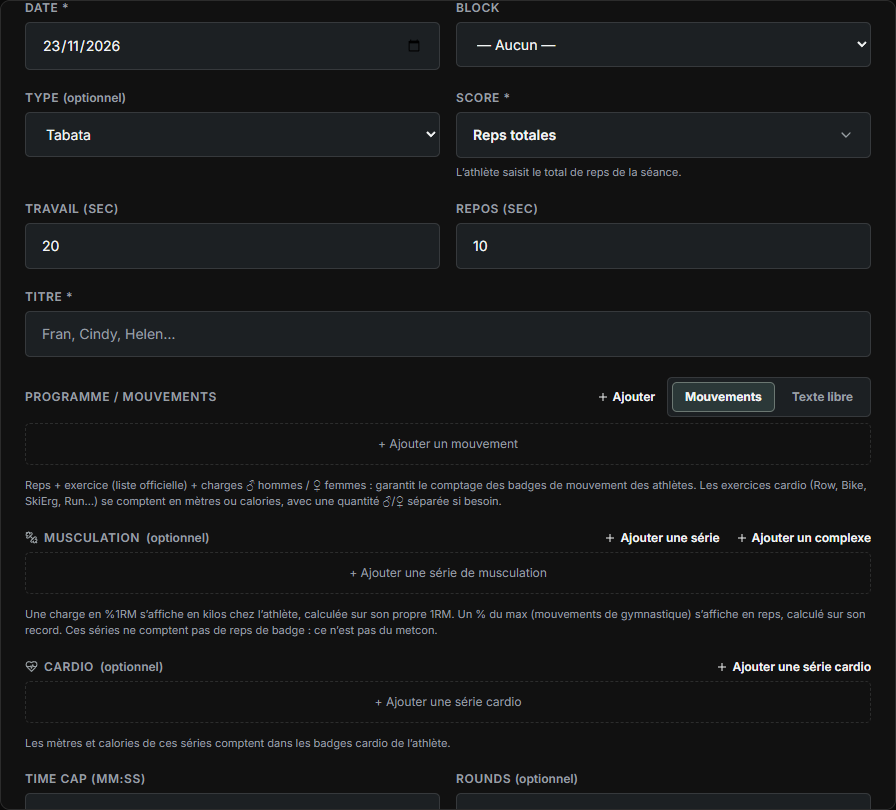 DATE *
BLOCK
23/11/2026
— Aucun —
TYPE (optionnel)
SCORE *
Tabata
Reps totales
L’athlète saisit le total de reps de la séance.
TRAVAIL (SEC)
REPOS (SEC)
20
10
TITRE *
Fran, Cindy, Helen...
PROGRAMME / MOUVEMENTS
+ Ajouter
Mouvements
Texte libre
+ Ajouter un mouvement
Reps + exercice (liste officielle) + charges ♂ hommes / ♀ femmes : garantit le comptage des badges de mouvement des athlètes. Les exercices cardio (Row, Bike,
SkiErg, Run...) se comptent en mètres ou calories, avec une quantité ♂/♀ séparée si besoin.
MUSCULATION (optionnel)
+ Ajouter une série
+ Ajouter un complexe
+ Ajouter une série de musculation
Une charge en %1RM s’affiche en kilos chez l’athlète, calculée sur son propre 1RM. Un % du max (mouvements de gymnastique) s’affiche en reps, calculé sur son
record. Ces séries ne comptent pas de reps de badge : ce n’est pas du metcon.
CARDIO (optionnel)
+ Ajouter une série cardio
+ Ajouter une série cardio
Les mètres et calories de ces séries comptent dans les badges cardio de l’athlète.
TIME CAP (MM:SS)
ROUNDS (optionnel)